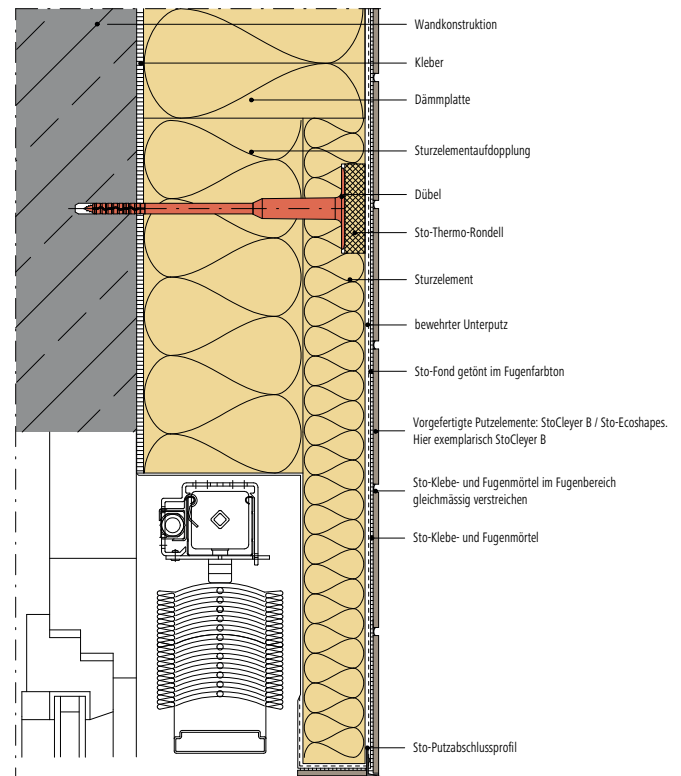 Wandkonstruktion
Kleber
Dämmplatte
Sturzelementaufdopplung
Dübel
Sto-Thermo-Rondell
Sturzelement
bewehrter Unterputz
Sto-Fond getönt im Fugenfarbton
Vorgefertigte Putzelemente: StoCleyer B / Sto-Ecoshapes.
Hier exemplarisch StoCleyer B
Sto-Klebe- und Fugenmörtel im Fugenbereich
gleichmässig verstreichen
Sto-Klebe- und Fugenmörtel
Sto-Putzabschlussprofil